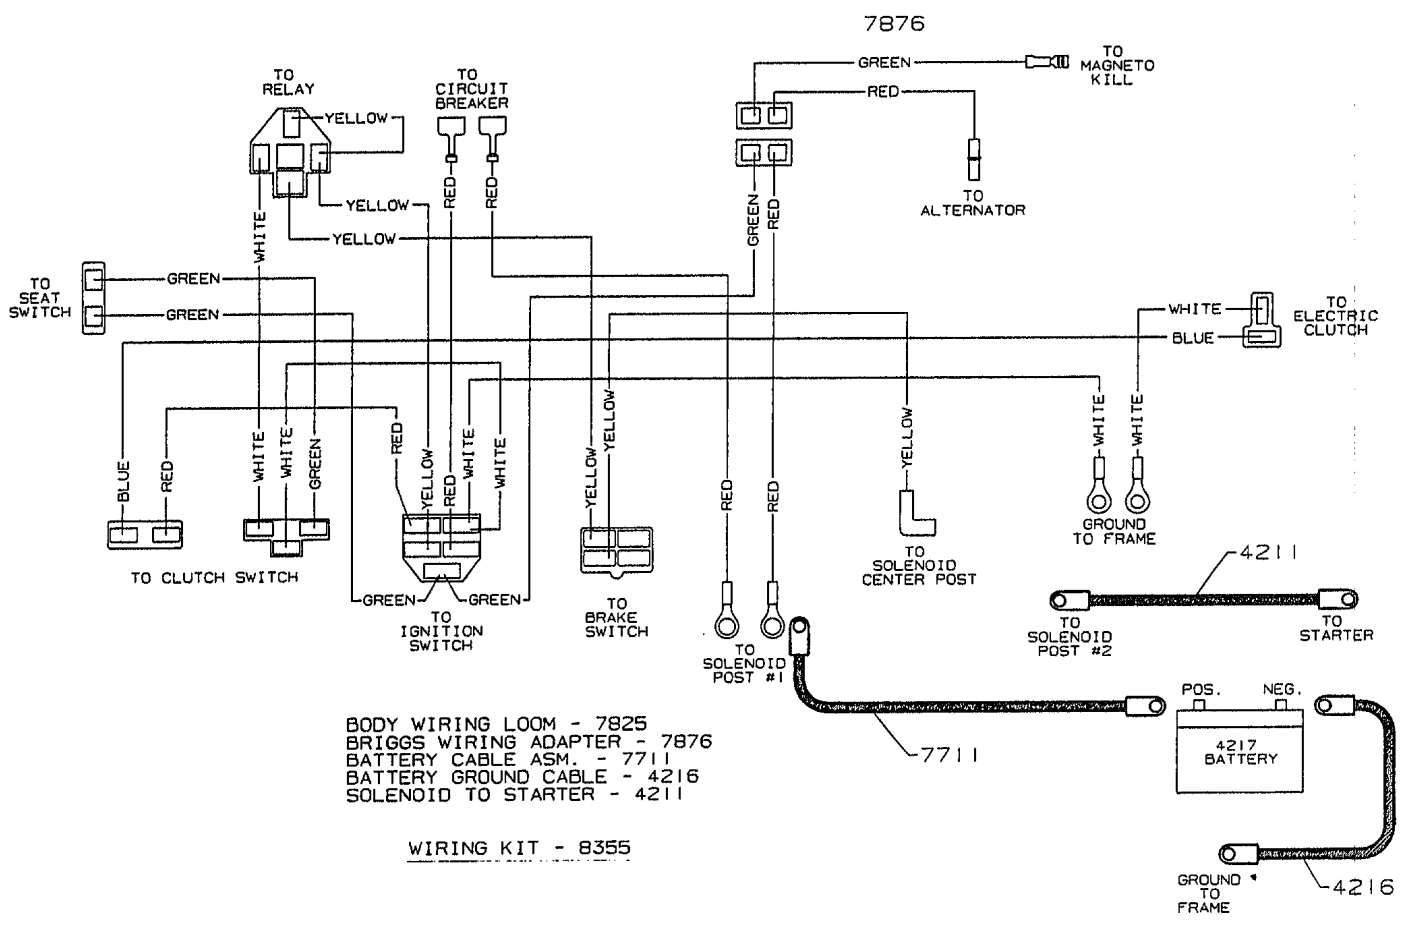 7876
TO
MAGNETO
KILL
GREEN
RED
TO
RELAY
TO
CIRCUIT
BREAKER
YELLOW
RED
RED
TO
ALTERNATOR
YELLOW
WHITE
YELLOW
GREEN
RED
TO
SEAT
SWITCH
GREEN
GREEN
WHITE
BLUE
TO
ELECTRIC
CLUTCH
BLUE
RED
WHITE
WHITE
GREEN
RED
YELLOW
RED
WHITE
WHITE
YELLOW
YELLOW
RED
RED
YELLOW
WHITE
WHITE
GROUND
TO FRAME
TO CLUTCH SWITCH
GREEN
GREEN
TO
IGNITION
SWITCH
TO
BRAKE
SWITCH
TO
SOLENOID
CENTER POST
4211
TO
SOLENOID
POST #2
TO
STARTER
TO
SOLENOID
POST #1
POS.
NEG.
4217
BATTERY
7711
BODY WIRING LOOM - 7825
BRIGGS WIRING ADAPTER - 7876
BATTERY CABLE ASM. - 7711
BATTERY GROUND CABLE - 4216
SOLENOID TO STARTER - 4211
WIRING KIT - 8355
GROUND
TO
FRAME
4216